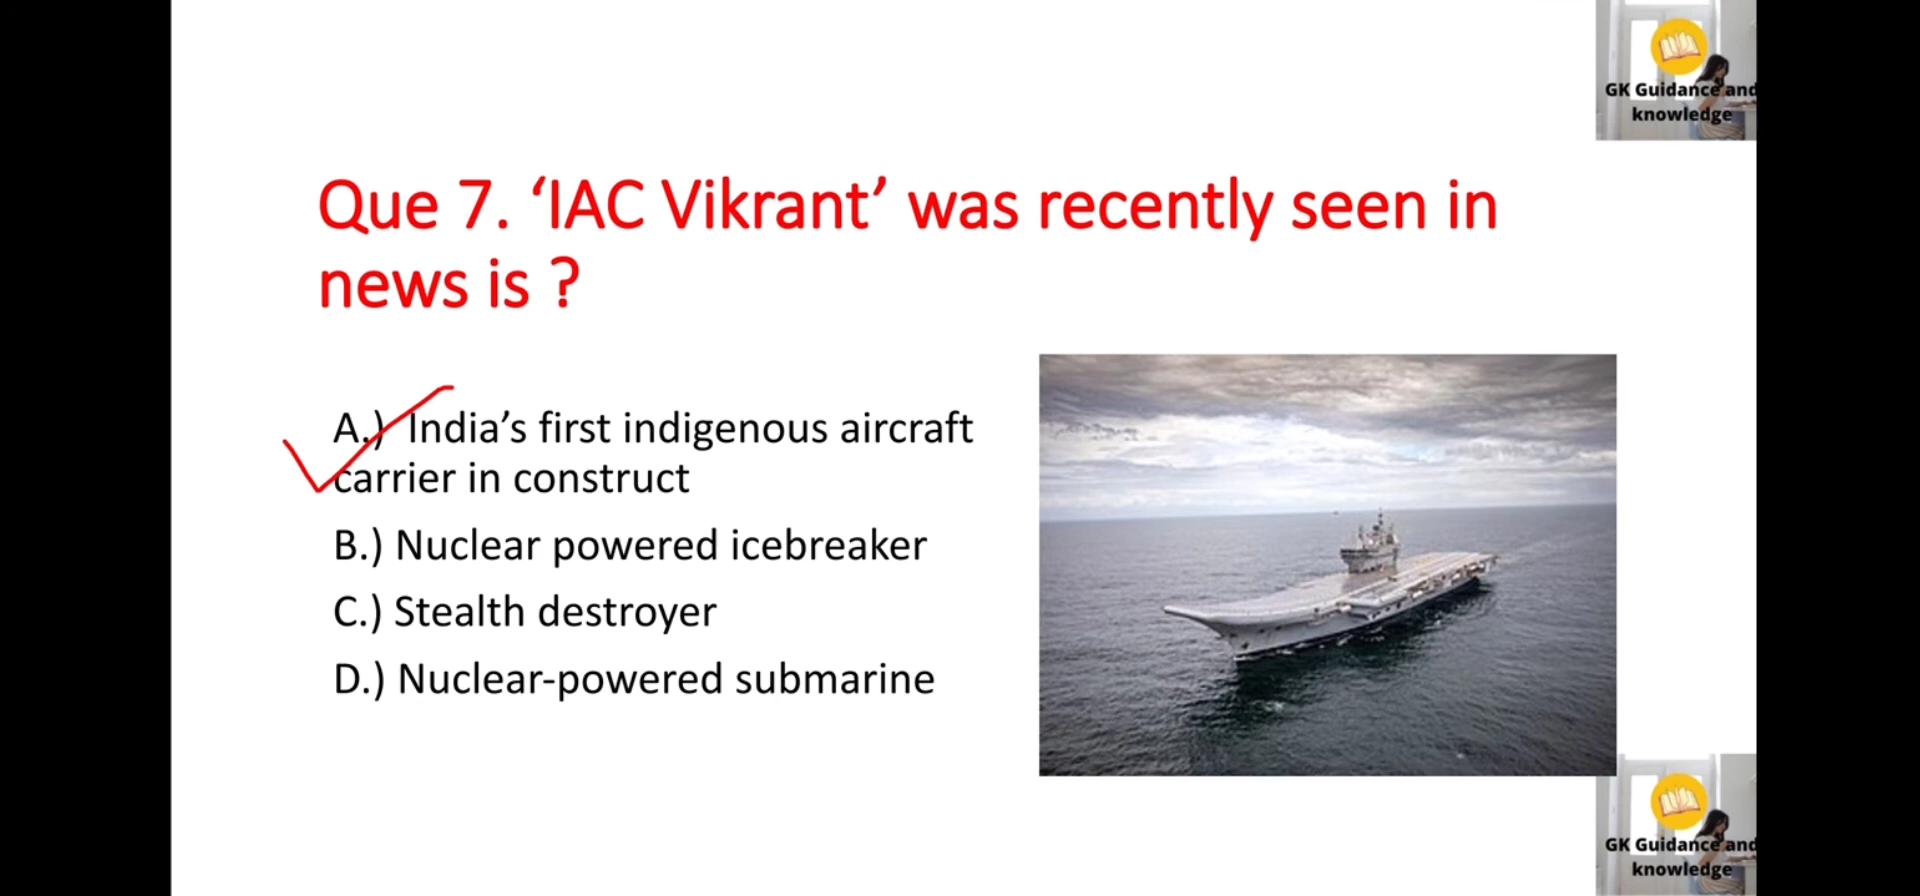 GK Guidance and
knowledge
Que 7. ‘IAC Vikrant’ was recently seen in
news is ?
A.) India’s first indigenous aircraft
carrier in construct
B.) Nuclear powered icebreaker
C.) Stealth destroyer
D.) Nuclear-powered submarine
GK Guidance and
knowledge